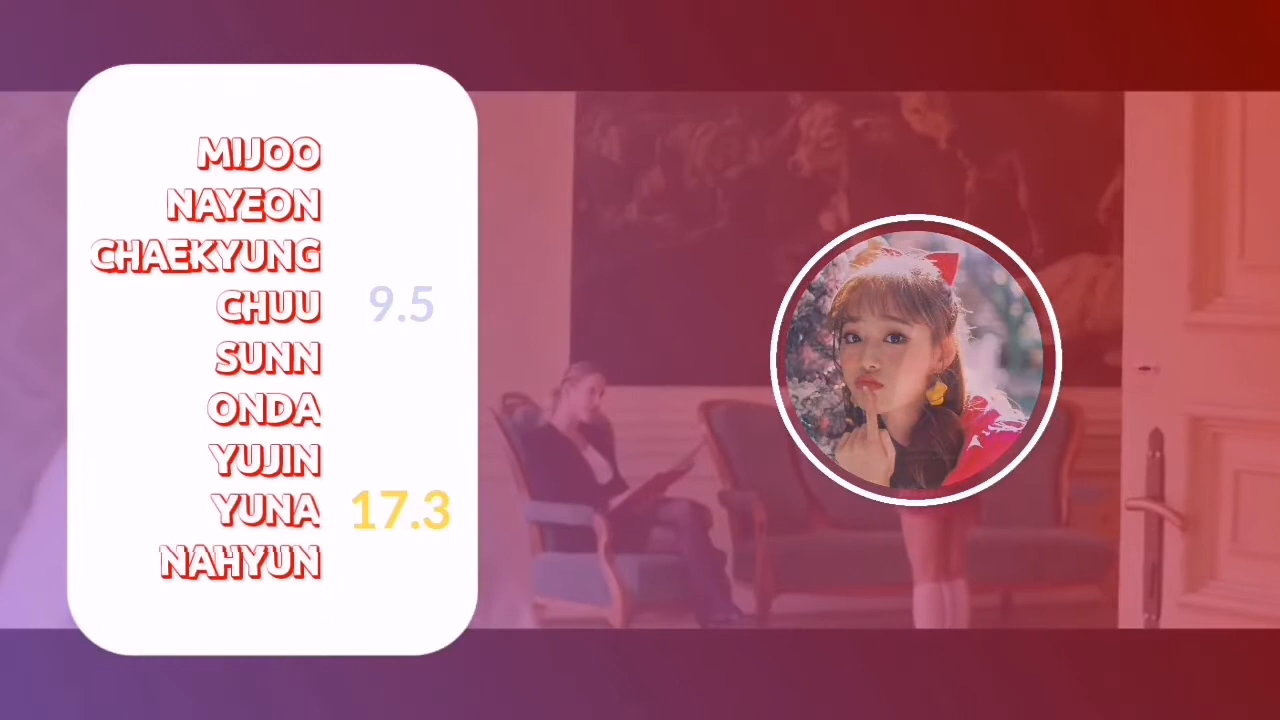 MIJOO
NAYEON
CHAEKYUNG
CHUU 9.5
SUNN
ONDA
YUJIN
YUNA 17.3
NAHYUN